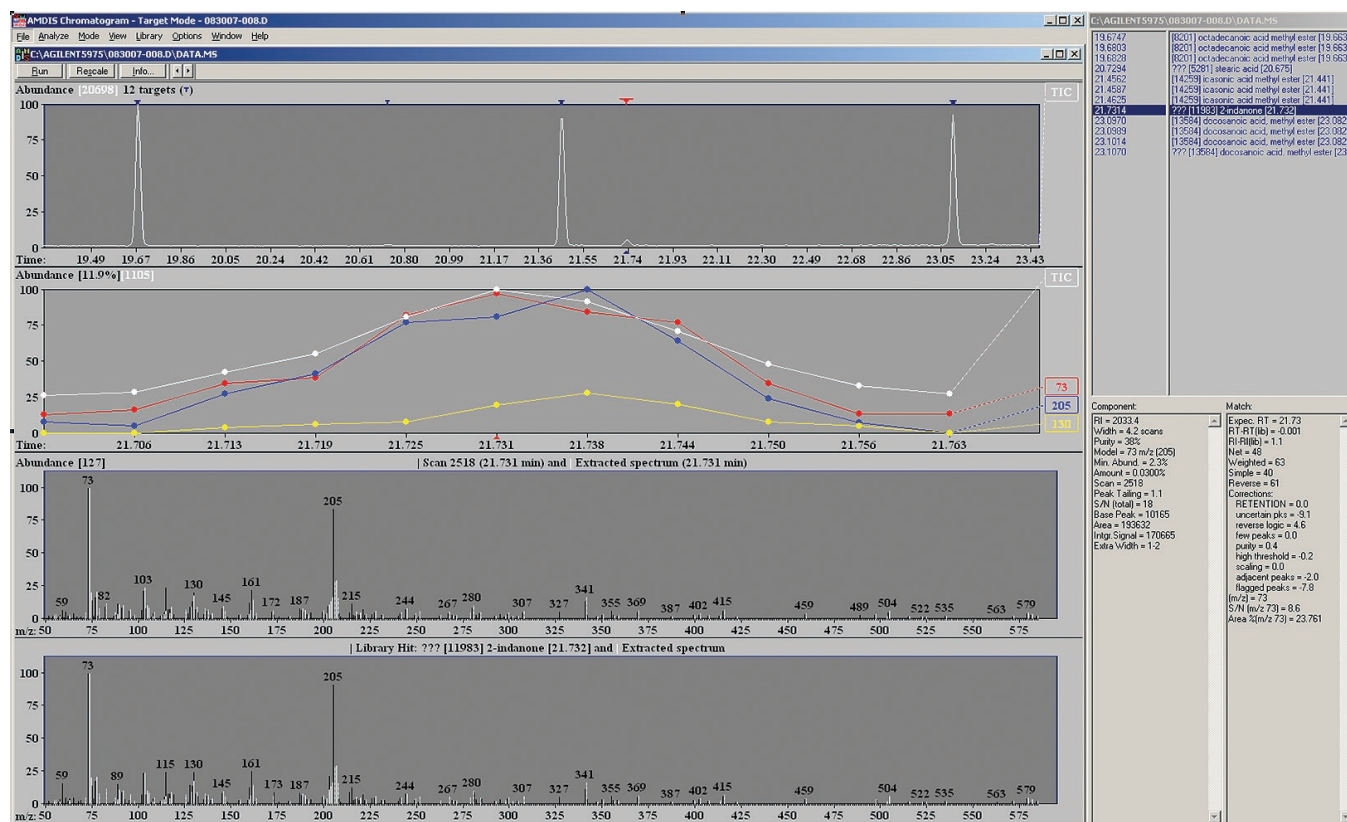 AMDIS Chromatogram - Target Mode - 083007-008.D
File Analyze Mode View Library Options Window Help
C:\AGILENT5975\083007-008.D\DATA.MS
Run Rescale Info...
Abundance [20698] 12 targets (▼)
TIC
100
75
50
25
0
Time: 19.49 19.67 19.86 20.05 20.24 20.42 20.61 20.80 20.99 21.17 21.36 21.55 21.74 21.93 22.11 22.30 22.49 22.68 22.86 23.05 23.24 23.43
Abundance [11.9%] [1105]
TIC
100
75
50
25
0
73
205
130
Time: 21.706 21.713 21.719 21.725 21.731 21.738 21.744 21.750 21.756 21.763
Abundance [127] | Scan 2518 (21.731 min) and | Extracted spectrum (21.731 min)
100
75
50
25
0
73 205
59 82 103 130 145 161 172 187 215 244 267 280 307 327 341 355 369 387 402 415 459 489 504 522 535 563 579
m/z: 50 75 100 125 150 175 200 225 250 275 300 325 350 375 400 425 450 475 500 525 550 575
| Library Hit: ??? [11983] 2-indanone [21.732] and | Extracted spectrum
100
75
50
25
0
73 205
59 89 115 130 145 161 173 187 215 244 267 280 307 327 341 355 369 387 402 415 459 504 522 535 563 579
m/z: 50 75 100 125 150 175 200 225 250 275 300 325 350 375 400 425 450 475 500 525 550 575
C:\AGILENT5975\083007-008.D\DATA.MS
19.6747 [8201] octadecanoic acid methyl ester [19.663
19.6803 [8201] octadecanoic acid methyl ester [19.663
19.6828 [8201] octadecanoic acid methyl ester [19.663
20.7294 ??? [5281] stearic acid [20.675]
21.4562 [14259] icasonic acid methyl ester [21.441]
21.4587 [14259] icasonic acid methyl ester [21.441]
21.4625 [14259] icasonic acid methyl ester [21.441]
21.7314 ??? [11983] 2-indanone [21.732]
23.0970 [13584] docosanoic acid, methyl ester [23.082
23.0989 [13584] docosanoic acid, methyl ester [23.082
23.1014 [13584] docosanoic acid, methyl ester [23.082
23.1070 ??? [13584] docosanoic acid, methyl ester [23
Component:
RI = 2033.4
Width = 4.2 scans
Purity = 38%
Model = 73 m/z (205)
Min. Abund. = 2.3%
Amount = 0.0300%
Scan = 2518
Peak Tailing = 1.1
S/N (total) = 18
Base Peak = 10165
Area = 193632
Intgr.Signal = 170665
Extra Width = 1-2
Match:
Expec. RT = 21.73
RT-RT(lib) = -0.001
RI-RI(lib) = 1.1
Net = 48
Weighted = 63
Simple = 40
Reverse = 61
Corrections:
RETENTION = 0.0
uncertain pks = -9.1
reverse logic = 4.6
few peaks = 0.0
purity = 0.4
high threshold = -0.2
scaling = 0.0
adjacent peaks = -2.0
flagged peaks = -7.8
(m/z) = 73
S/N (m/z 73) = 8.6
Area %(m/z 73) = 23.761